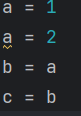 a = 1
a = 2
b = a
c = b